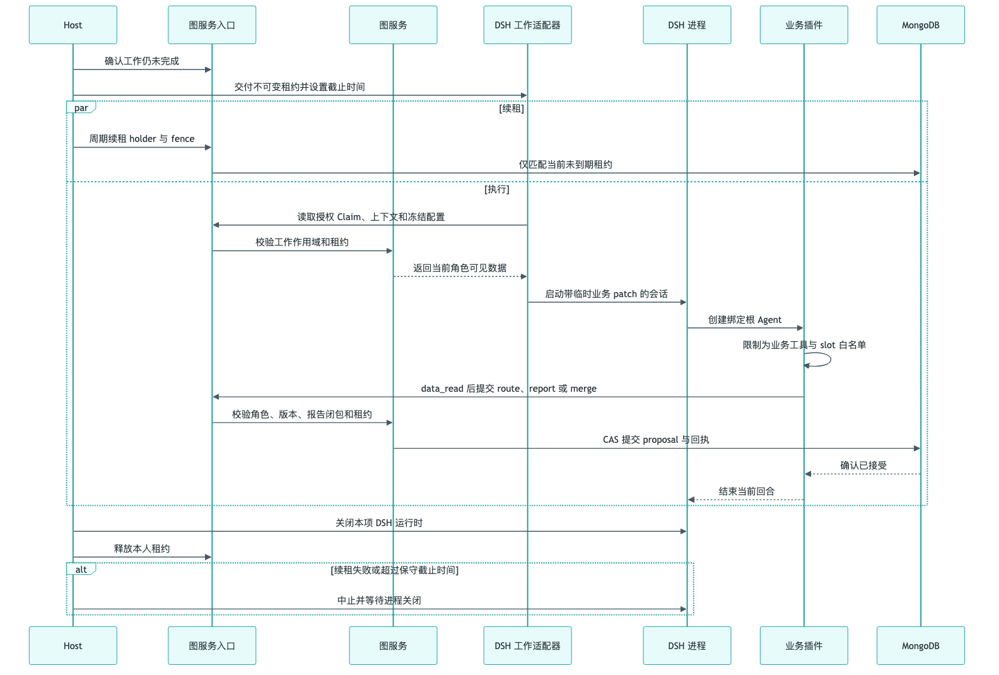 Host
图服务入口
图服务
DSH 工作适配器
DSH 进程
业务插件
MongoDB
确认工作仍未完成
交付不可变租约并设置截止时间
par
[续租]
周期续租 holder 与 fence
仅匹配当前未到期租约
[执行]
读取授权 Claim、上下文和冻结配置
校验工作作用域和租约
返回当前角色可见数据
启动带临时业务 patch 的会话
创建绑定根 Agent
限制为业务工具与 slot 白名单
data_read 后提交 route、report 或 merge
校验角色、版本、报告闭包和租约
CAS 提交 proposal 与回执
确认已接受
结束当前回合
关闭本项 DSH 运行时
释放本人租约
alt
[续租失败或超过保守截止时间]
中止并等待进程关闭
Host
图服务入口
图服务
DSH 工作适配器
DSH 进程
业务插件
MongoDB